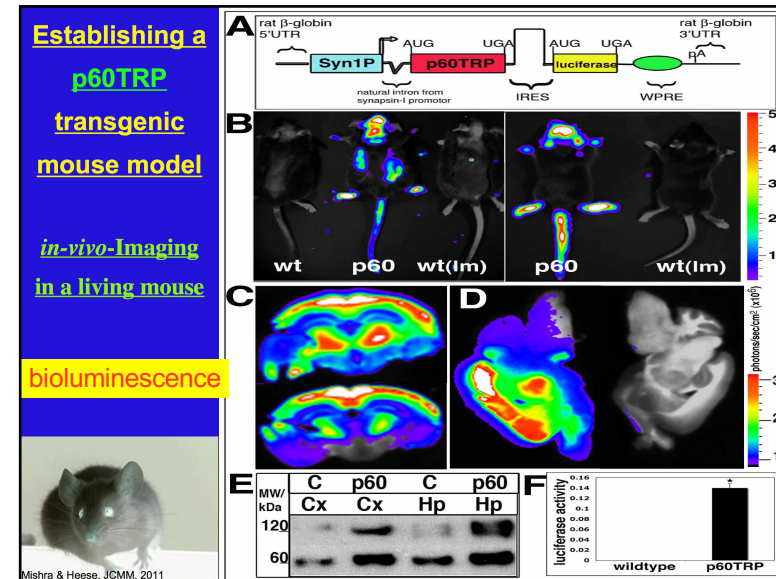 Establishing a
p60TRP
transgenic
mouse model
in-vivo-Imaging
in a living mouse
bioluminescence
Mishra & Heese. JCMM. 2011
A
rat β-globin
5'UTR
rat β-globin
3'UTR
AUG UGA AUG UGA pA
Syn1P p60TRP luciferase
natural intron from
synapsin-I promotor
IRES WPRE
B
wt p60 wt(Im) p60 wt(Im)
5
4
3
2
1
C D
photons/sec/cm² (x10⁶)
3
2
1
E
MW/
kDa
C p60 C p60
Cx Cx Hp Hp
120
60
F
luciferase activity
0.16
0.14
0.12
0.1
0.08
0.06
0.04
0.02
0
*
wildtype p60TRP